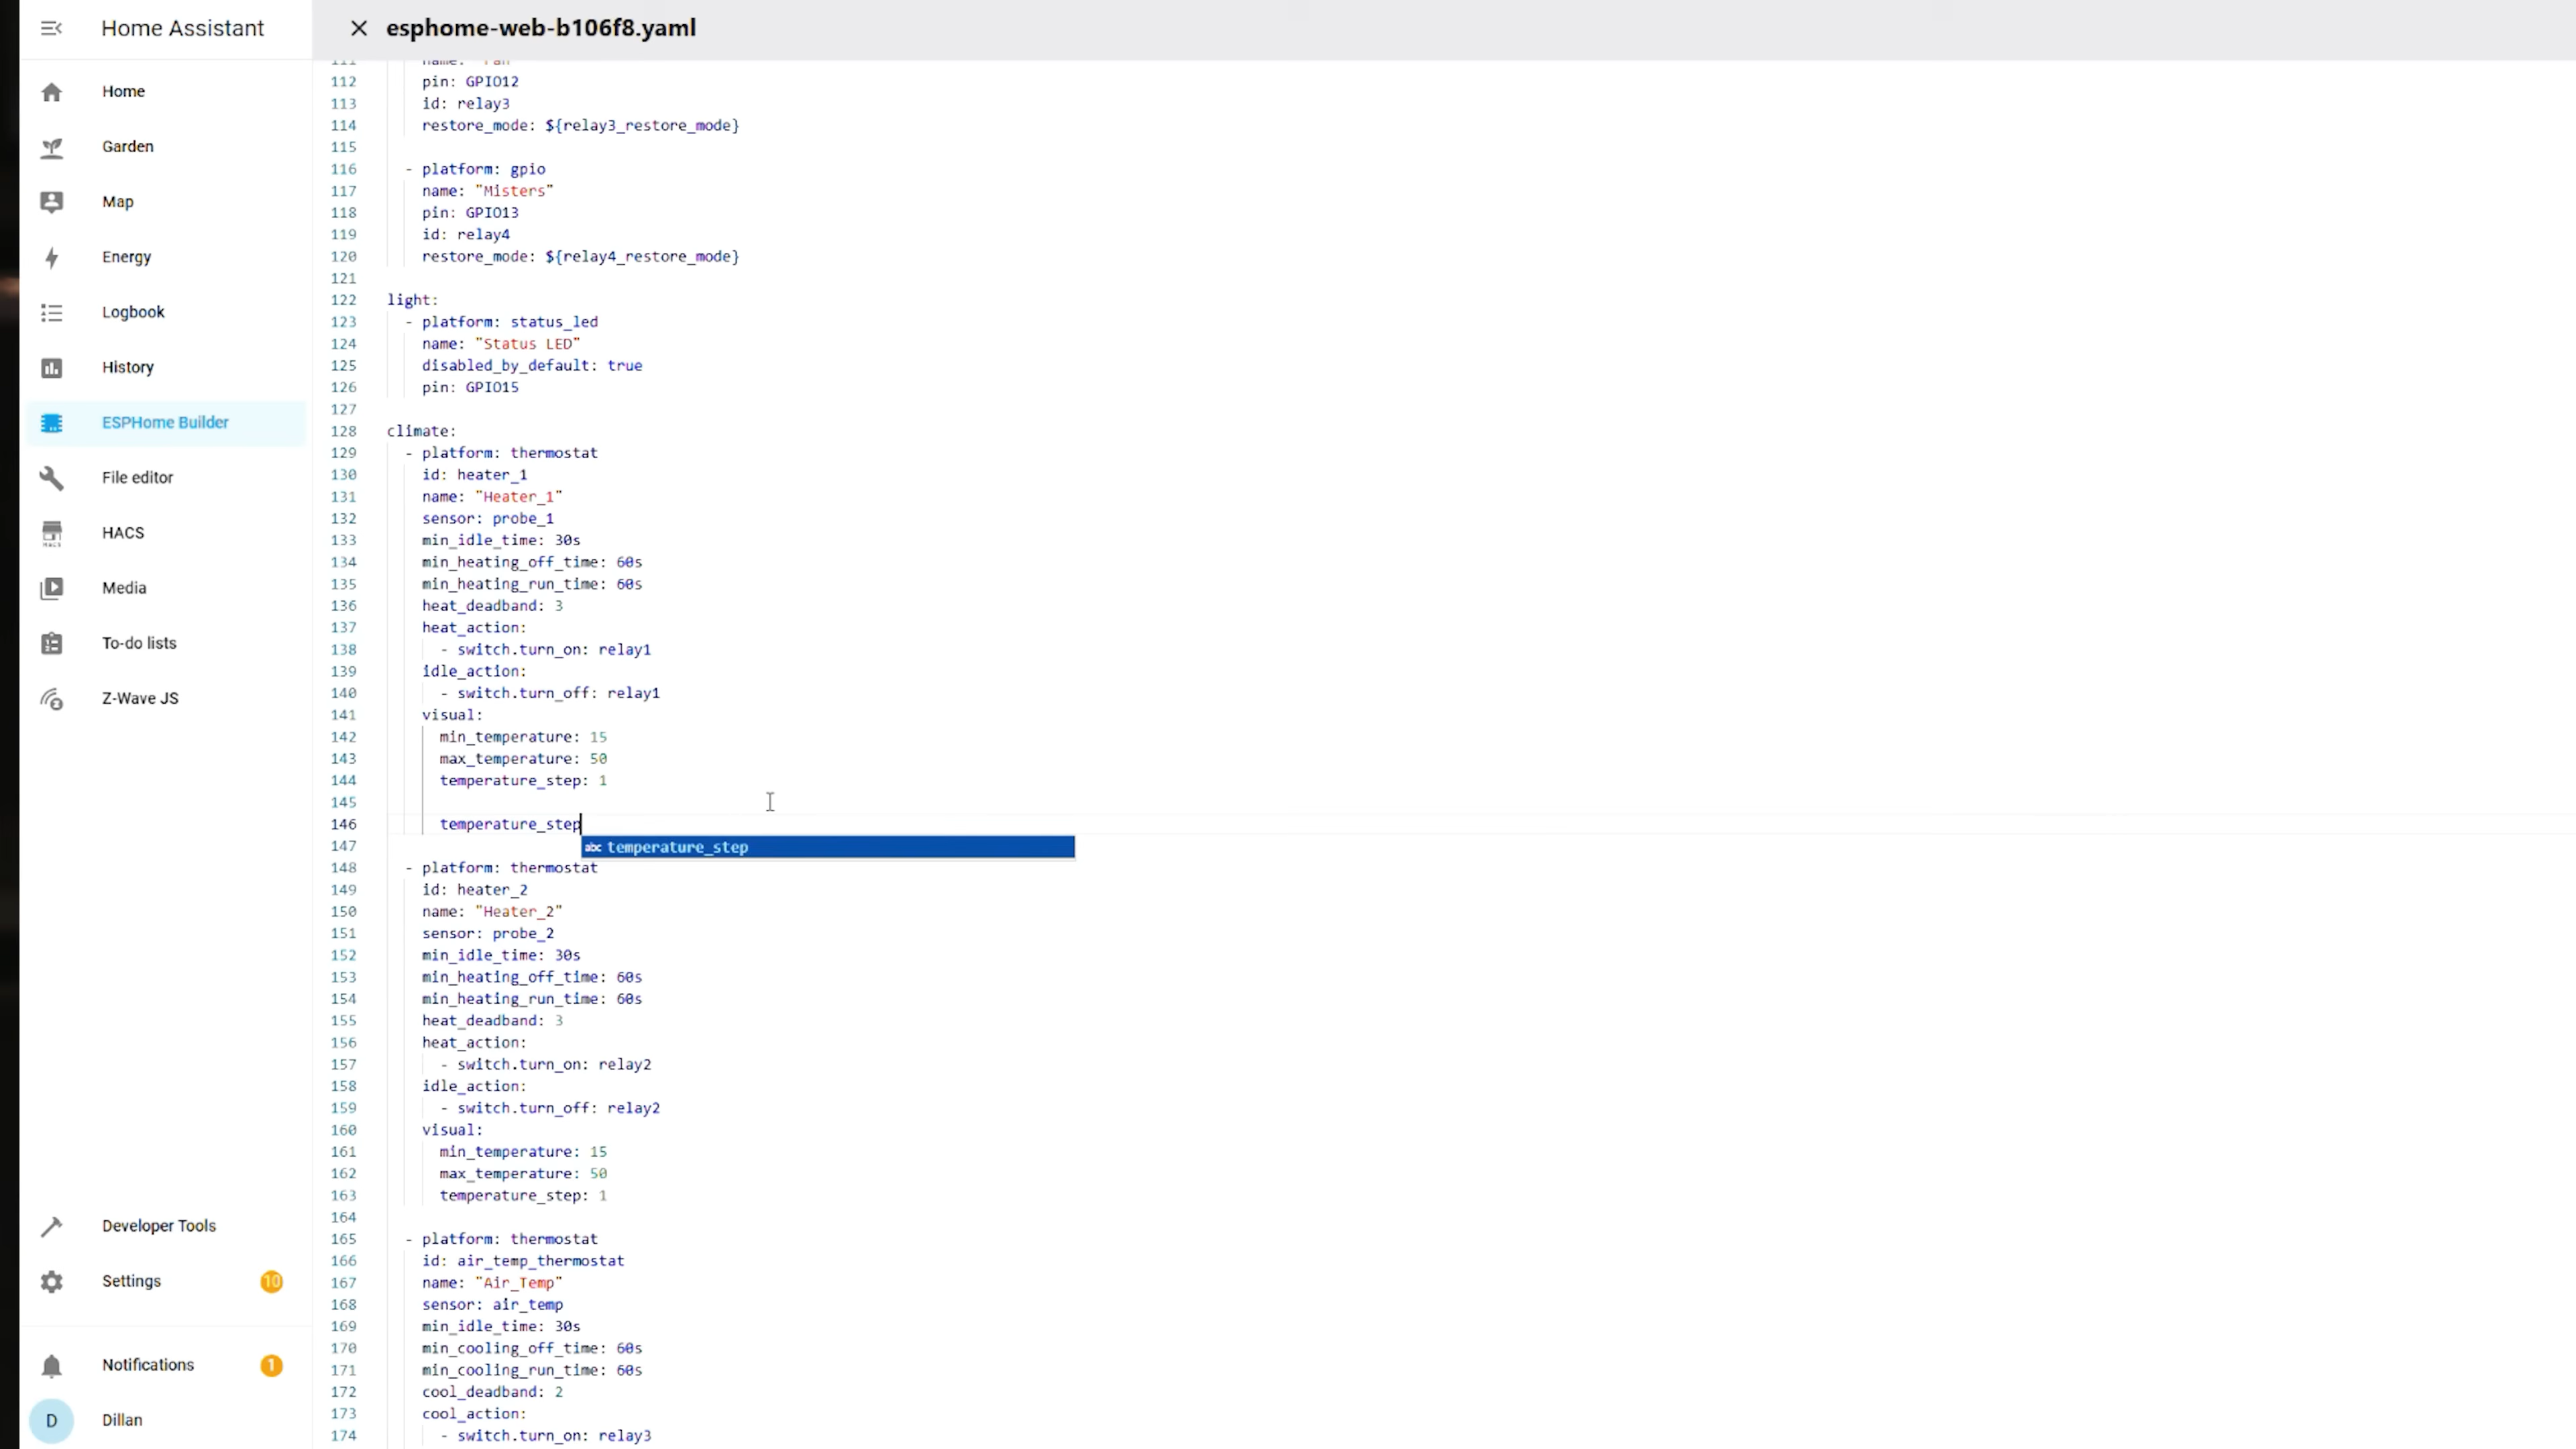 Home Assistant
Home
Garden
Map
Energy
Logbook
History
ESPHome Builder
File editor
HACS
Media
To-do lists
Z-Wave JS
Developer Tools
Settings 10
Notifications 1
D Dillan
esphome-web-b106f8.yaml
111 name: "Fan"
112 pin: GPIO12
113 id: relay3
114 restore_mode: ${relay3_restore_mode}
115
116 - platform: gpio
117 name: "Misters"
118 pin: GPIO13
119 id: relay4
120 restore_mode: ${relay4_restore_mode}
121
122 light:
123 - platform: status_led
124 name: "Status LED"
125 disabled_by_default: true
126 pin: GPIO15
127
128 climate:
129 - platform: thermostat
130 id: heater_1
131 name: "Heater_1"
132 sensor: probe_1
133 min_idle_time: 30s
134 min_heating_off_time: 60s
135 min_heating_run_time: 60s
136 heat_deadband: 3
137 heat_action:
138 - switch.turn_on: relay1
139 idle_action:
140 - switch.turn_off: relay1
141 visual:
142 min_temperature: 15
143 max_temperature: 50
144 temperature_step: 1
145
146 temperature_step
abc temperature_step
147
148 - platform: thermostat
149 id: heater_2
150 name: "Heater_2"
151 sensor: probe_2
152 min_idle_time: 30s
153 min_heating_off_time: 60s
154 min_heating_run_time: 60s
155 heat_deadband: 3
156 heat_action:
157 - switch.turn_on: relay2
158 idle_action:
159 - switch.turn_off: relay2
160 visual:
161 min_temperature: 15
162 max_temperature: 50
163 temperature_step: 1
164
165 - platform: thermostat
166 id: air_temp_thermostat
167 name: "Air_Temp"
168 sensor: air_temp
169 min_idle_time: 30s
170 min_cooling_off_time: 60s
171 min_cooling_run_time: 60s
172 cool_deadband: 2
173 cool_action:
174 - switch.turn_on: relay3